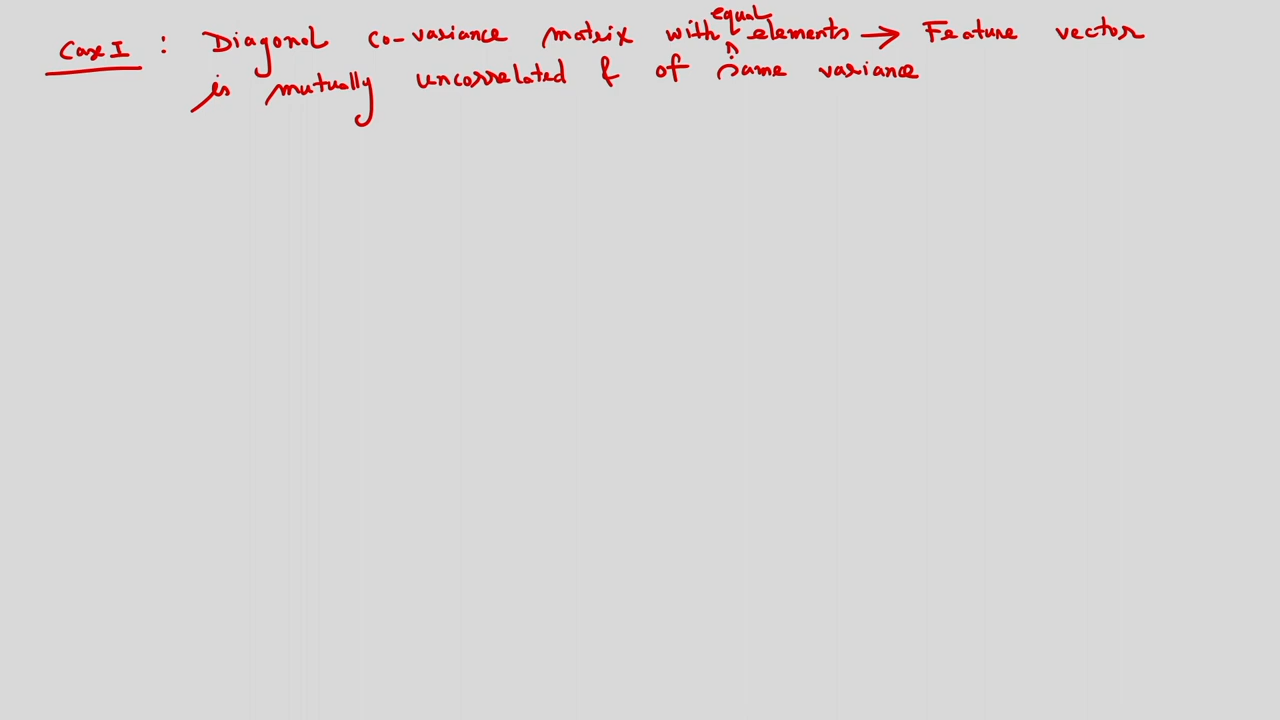 Case I : Diagonal co-variance matrix with equal elements → Feature vector
is mutually uncorrelated & of same variance